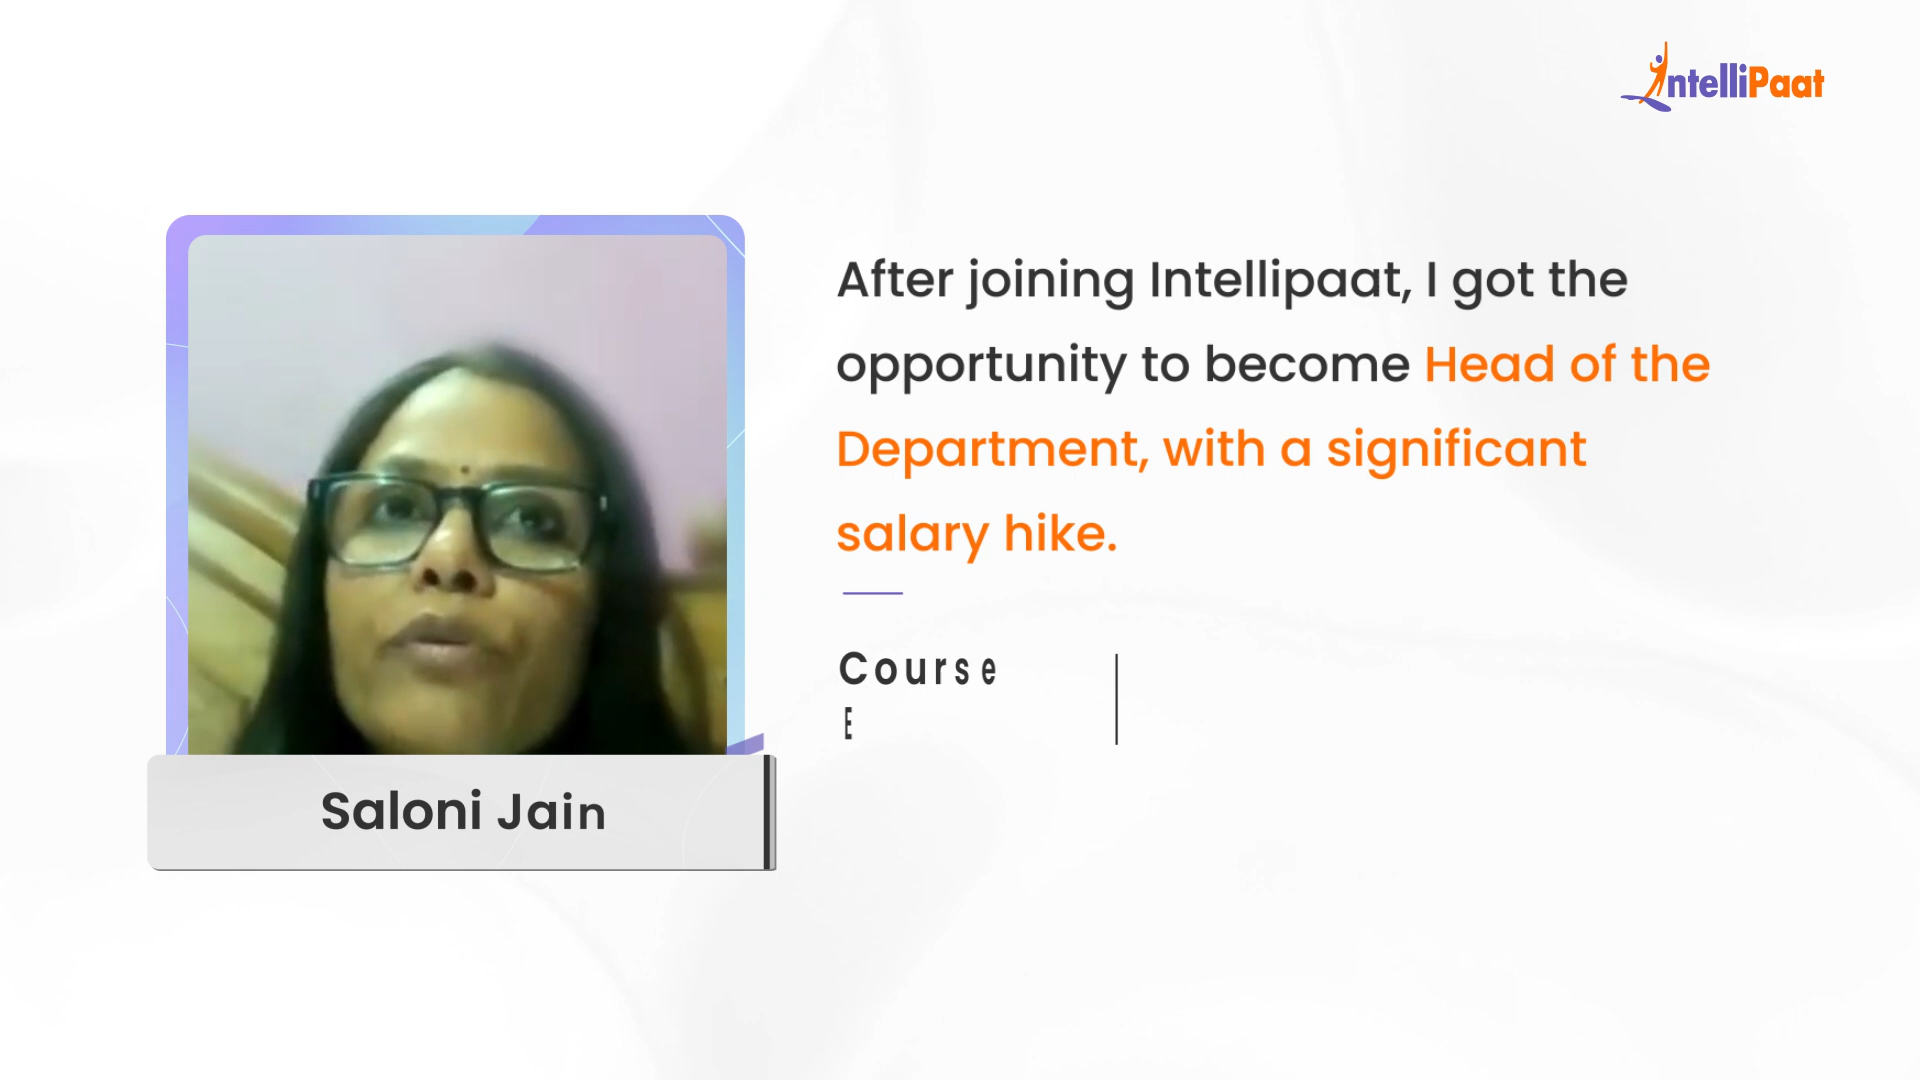 IntelliPaat
After joining Intellipaat, I got the
opportunity to become Head of the
Department, with a significant
salary hike.
Course
E
Saloni Jain